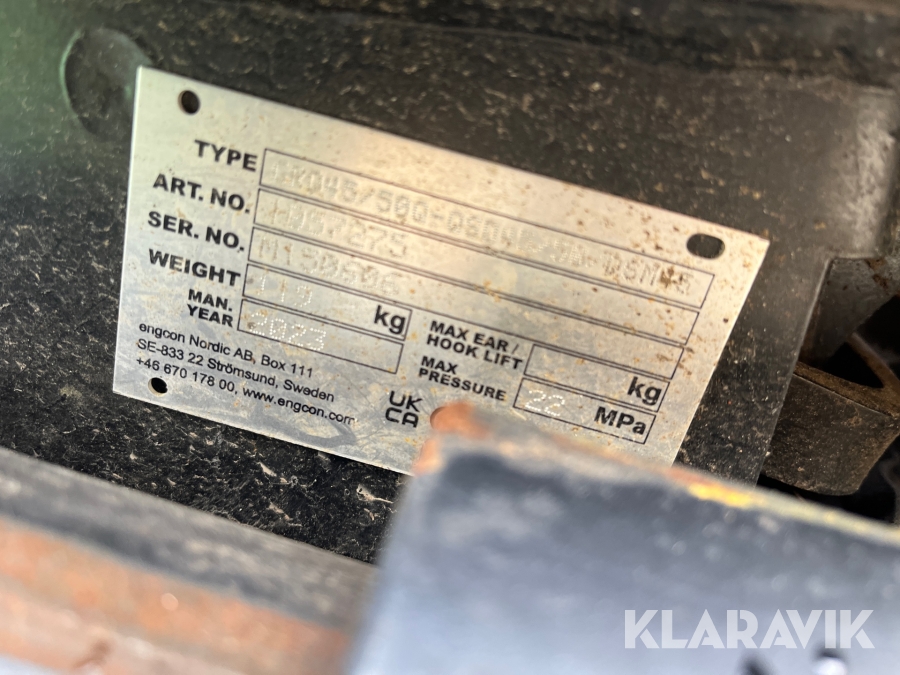 TYPE
ART. NO.
SER. NO. M150606
WEIGHT 119 kg
MAN. YEAR 2023
MAX EAR / HOOK LIFT kg
MAX PRESSURE 22 MPa
engcon Nordic AB, Box 111
SE-833 22 Strömsund, Sweden
+46 670 178 00, www.engcon.com
UK
CA
KLARAVIK